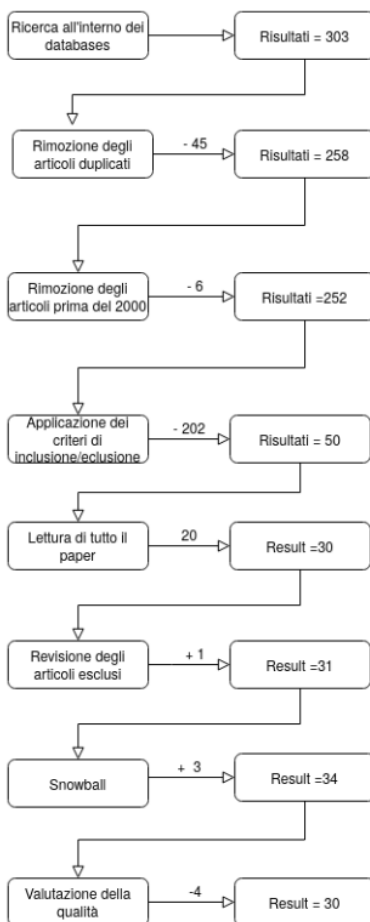 Ricerca all'interno dei
databases
Risultati = 303
Rimozione degli
articoli duplicati
- 45
Risultati = 258
Rimozione degli
articoli prima del 2000
- 6
Risultati =252
Applicazione dei
criteri di
inclusione/eclusione
- 202
Risultati = 50
Lettura di tutto il
paper
20
Result =30
Revisione degli
articoli esclusi
+ 1
Result =31
Snowball
+ 3
Result =34
Valutazione della
qualità
-4
Result = 30